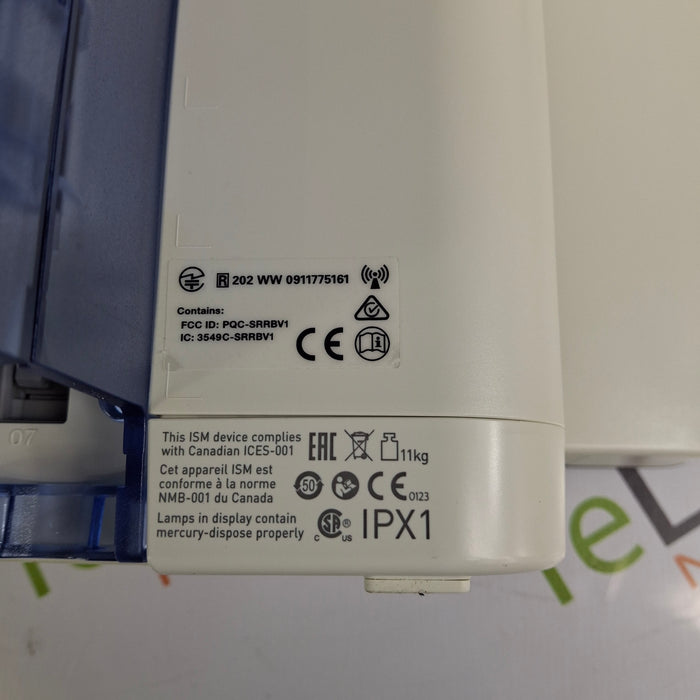 R 202 WW 0911775161
Contains:
FCC ID: PQC-SRRBV1
IC: 3549C-SRRBV1
CE
07
This ISM device complies
with Canadian ICES-001
EAC
11kg
Cet appareil ISM est
conforme à la norme
NMB-001 du Canada
50
CE 0123
Lamps in display contain
mercury-dispose properly
C SA ® US
IPX1